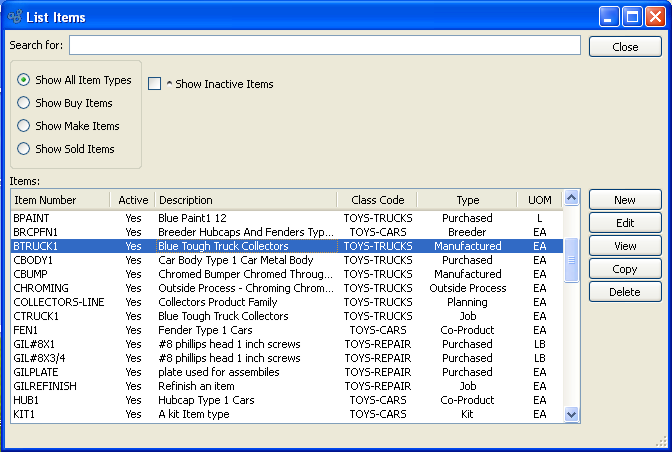 List Items
Search for:
Close
Show All Item Types
^ Show Inactive Items
Show Buy Items
Show Make Items
Show Sold Items
Items:
Item Number Active Description Class Code Type UOM
BPAINT Yes Blue Paint1 12 TOYS-TRUCKS Purchased L
BRCPFN1 Yes Breeder Hubcaps And Fenders Typ... TOYS-CARS Breeder EA
BTRUCK1 Yes Blue Tough Truck Collectors TOYS-TRUCKS Manufactured EA
CBODY1 Yes Car Body Type 1 Car Metal Body TOYS-TRUCKS Purchased EA
CBUMP Yes Chromed Bumper Chromed Throug... TOYS-TRUCKS Manufactured EA
CHROMING Yes Outside Process - Chroming Chrom... TOYS-TRUCKS Outside Process EA
COLLECTORS-LINE Yes Collectors Product Family TOYS-TRUCKS Planning EA
CTRUCK1 Yes Blue Tough Truck Collectors TOYS-TRUCKS Job EA
FEN1 Yes Fender Type 1 Cars TOYS-CARS Co-Product EA
GIL#8X1 Yes #8 phillips head 1 inch screws TOYS-REPAIR Purchased LB
GIL#8X3/4 Yes #8 phillips head 1 inch screws TOYS-REPAIR Purchased LB
GILPLATE Yes plate used for assembiles TOYS-REPAIR Purchased EA
GILREFINISH Yes Refinish an item TOYS-REPAIR Job EA
HUB1 Yes Hubcap Type 1 Cars TOYS-CARS Co-Product EA
KIT1 Yes A kit Item type TOYS-CARS Kit EA
New
Edit
View
Copy
Delete